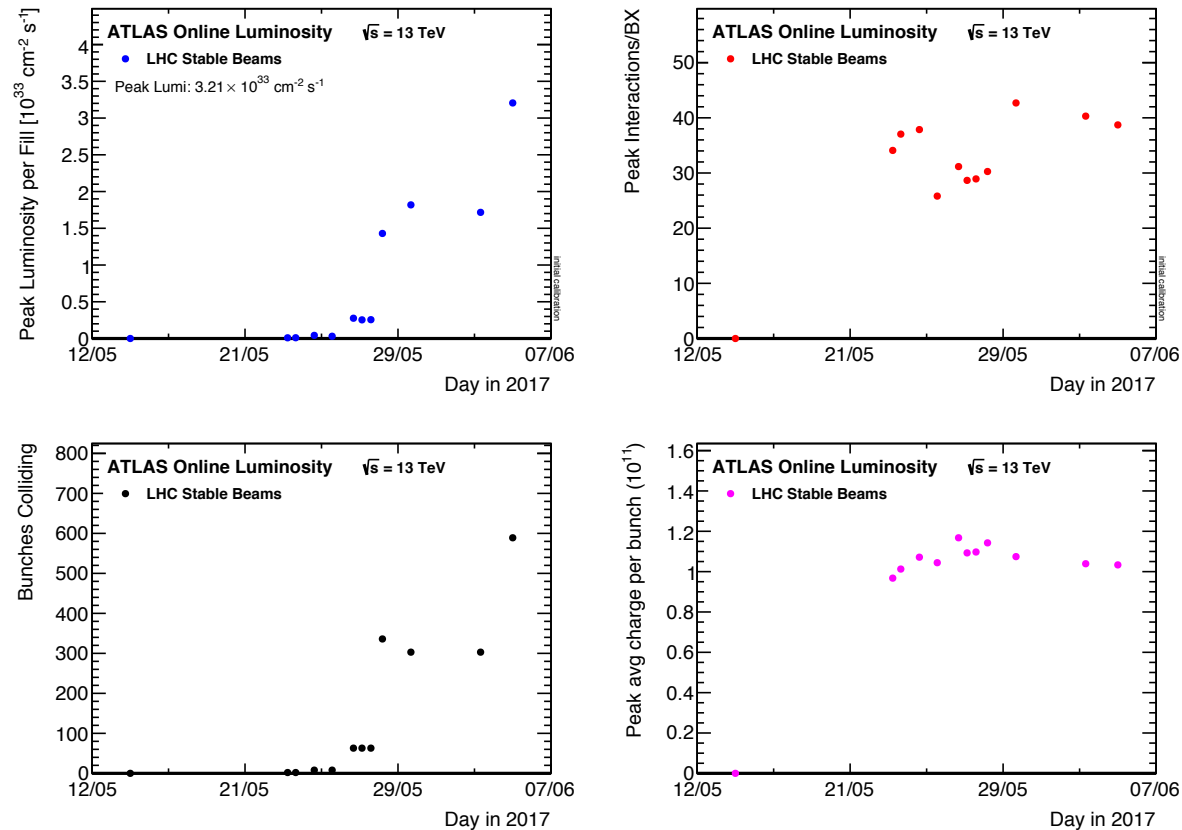 Peak Luminosity per Fill [10³³ cm⁻² s⁻¹]
4
3.5
3
2.5
2
1.5
1
0.5
0
ATLAS Online Luminosity √s = 13 TeV
LHC Stable Beams
Peak Lumi: 3.21 × 10³³ cm⁻² s⁻¹
initial calibration
12/05 21/05 29/05 07/06
Day in 2017
Peak Interactions/BX
50
40
30
20
10
0
ATLAS Online Luminosity √s = 13 TeV
LHC Stable Beams
initial calibration
12/05 21/05 29/05 07/06
Day in 2017
Bunches Colliding
800
700
600
500
400
300
200
100
0
ATLAS Online Luminosity √s = 13 TeV
LHC Stable Beams
12/05 21/05 29/05 07/06
Day in 2017
Peak avg charge per bunch (10¹¹)
1.6
1.4
1.2
1
0.8
0.6
0.4
0.2
0
ATLAS Online Luminosity √s = 13 TeV
LHC Stable Beams
12/05 21/05 29/05 07/06
Day in 2017